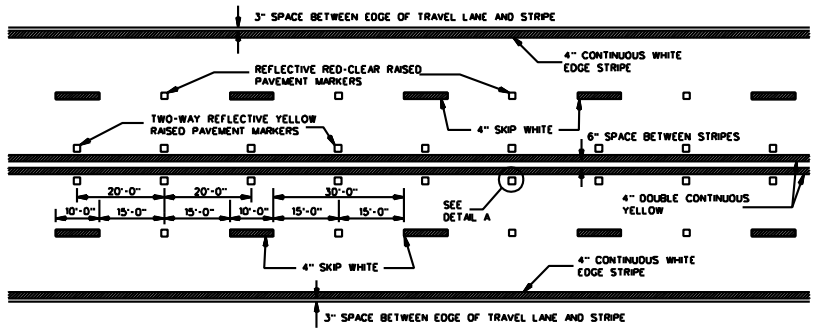 3" SPACE BETWEEN EDGE OF TRAVEL LANE AND STRIPE
4" CONTINUOUS WHITE
EDGE STRIPE
REFLECTIVE RED-CLEAR RAISED
PAVEMENT MARKERS
TWO-WAY REFLECTIVE YELLOW
RAISED PAVEMENT MARKERS
4" SKIP WHITE
6" SPACE BETWEEN STRIPES
20'-0" 20'-0" 30'-0"
10'-0" 15'-0" 15'-0" 10'-0" 15'-0" 15'-0"
SEE
DETAIL A
4" DOUBLE CONTINUOUS
YELLOW
4" SKIP WHITE
4" CONTINUOUS WHITE
EDGE STRIPE
3" SPACE BETWEEN EDGE OF TRAVEL LANE AND STRIPE